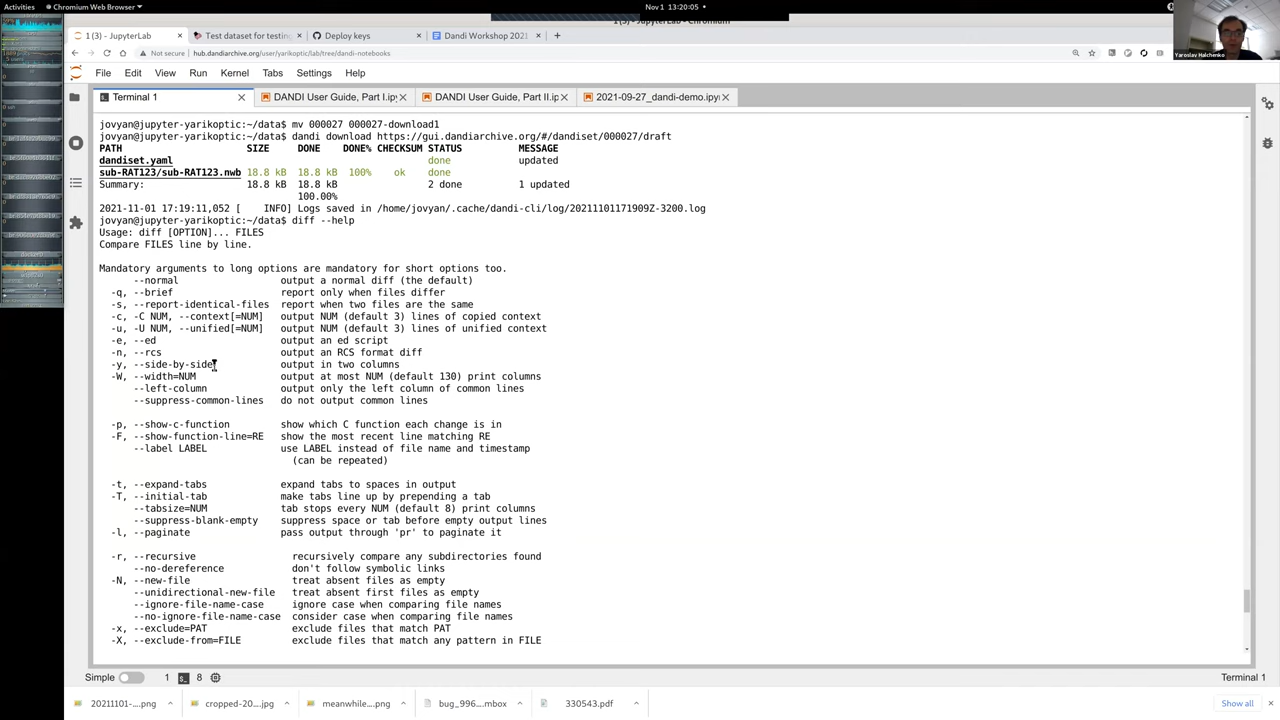 Activities
Chromium Web Browser
Nov 1 13:20:05
1 (3) - JupyterLab - Chromium
1 (3) - JupyterLab
Test dataset for testing
Deploy keys
Dandi Workshop 2021
Not secure
hub.dandiarchive.org/user/yarikoptic/lab/tree/dandi-notebooks
Yaroslav Halchenko
File Edit View Run Kernel Tabs Settings Help
Terminal 1
DANDI User Guide, Part I.ipy
DANDI User Guide, Part II.ip
2021-09-27_dandi-demo.ipyn
jovyan@jupyter-yarikoptic:~/data$ mv 000027 000027-download1
jovyan@jupyter-yarikoptic:~/data$ dandi download https://gui.dandiarchive.org/#/dandiset/000027/draft
PATH SIZE DONE DONE% CHECKSUM STATUS MESSAGE
dandiset.yaml done updated
sub-RAT123/sub-RAT123.nwb 18.8 kB 18.8 kB 100% ok done
Summary: 18.8 kB 18.8 kB 2 done 1 updated
100.00%
2021-11-01 17:19:11,052 [ INFO] Logs saved in /home/jovyan/.cache/dandi-cli/log/20211101171909Z-3200.log
jovyan@jupyter-yarikoptic:~/data$ diff --help
Usage: diff [OPTION]... FILES
Compare FILES line by line.
Mandatory arguments to long options are mandatory for short options too.
--normal output a normal diff (the default)
-q, --brief report only when files differ
-s, --report-identical-files report when two files are the same
-c, -C NUM, --context[=NUM] output NUM (default 3) lines of copied context
-u, -U NUM, --unified[=NUM] output NUM (default 3) lines of unified context
-e, --ed output an ed script
-n, --rcs output an RCS format diff
-y, --side-by-side output in two columns
-W, --width=NUM output at most NUM (default 130) print columns
--left-column output only the left column of common lines
--suppress-common-lines do not output common lines
-p, --show-c-function show which C function each change is in
-F, --show-function-line=RE show the most recent line matching RE
--label LABEL use LABEL instead of file name and timestamp
(can be repeated)
-t, --expand-tabs expand tabs to spaces in output
-T, --initial-tab make tabs line up by prepending a tab
--tabsize=NUM tab stops every NUM (default 8) print columns
--suppress-blank-empty suppress space or tab before empty output lines
-l, --paginate pass output through 'pr' to paginate it
-r, --recursive recursively compare any subdirectories found
--no-dereference don't follow symbolic links
-N, --new-file treat absent files as empty
--unidirectional-new-file treat absent first files as empty
--ignore-file-name-case ignore case when comparing file names
--no-ignore-file-name-case consider case when comparing file names
-x, --exclude=PAT exclude files that match PAT
-X, --exclude-from=FILE exclude files that match any pattern in FILE
Simple 1 8 Terminal 1
20211101-....png
cropped-20....jpg
meanwhile....png
bug_996....mbox
330543.pdf
Show all